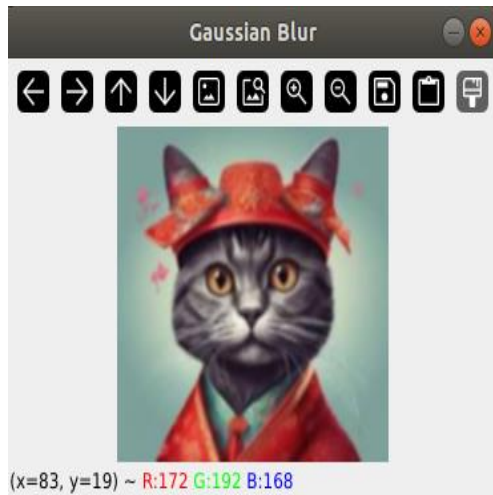 Gaussian Blur
(x=83, y=19) ~ R:172 G:192 B:168